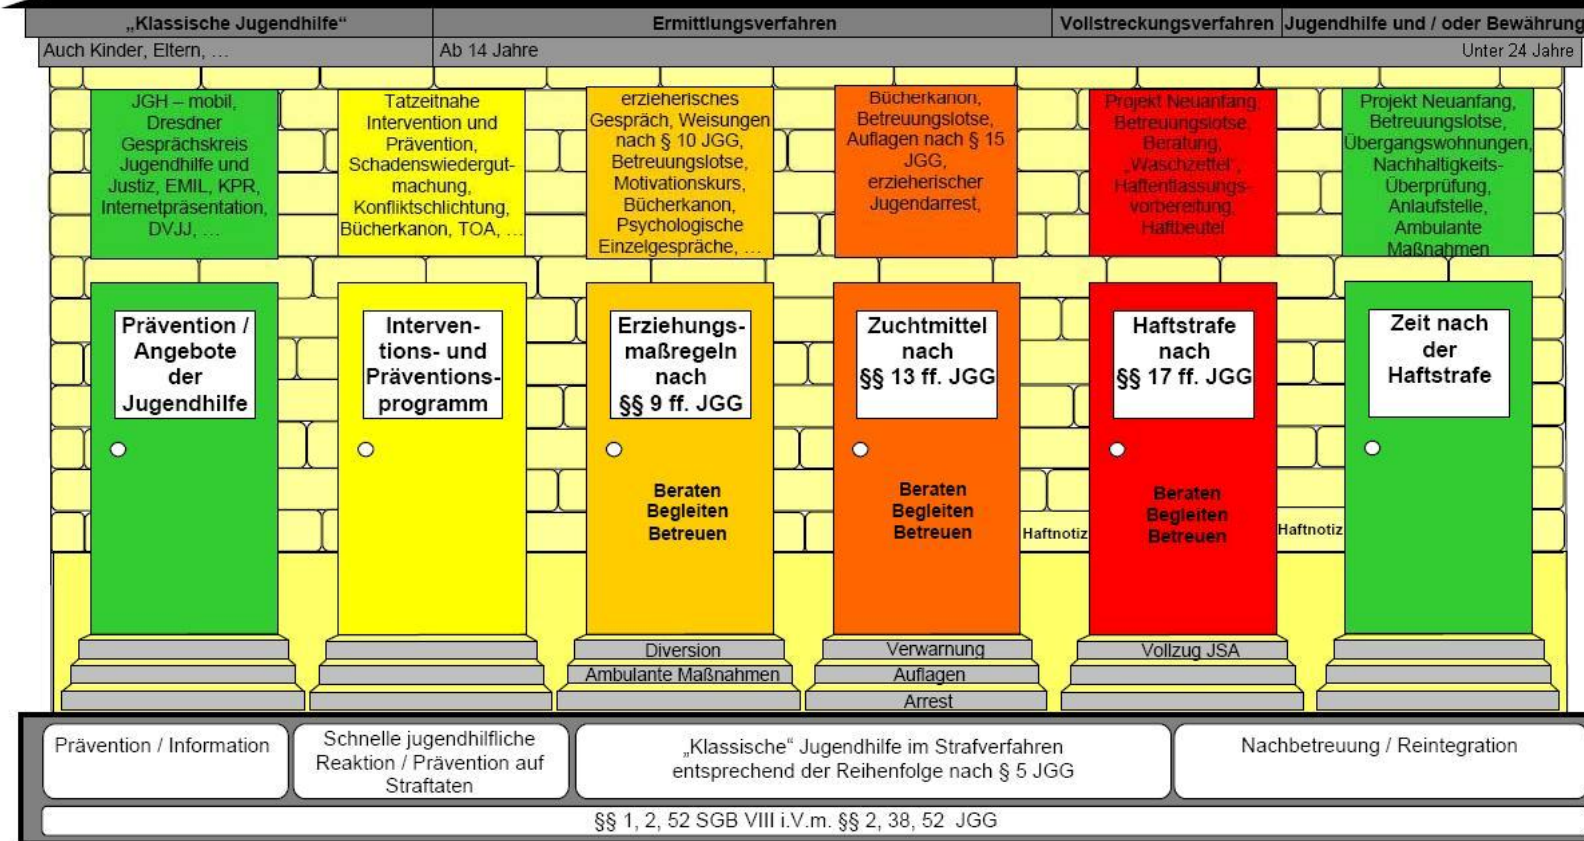 „Klassische Jugendhilfe“
Ermittlungsverfahren
Vollstreckungsverfahren
Jugendhilfe und / oder Bewährung
Auch Kinder, Eltern, …
Ab 14 Jahre
Unter 24 Jahre
JGH – mobil,
Dresdner
Gesprächskreis
Jugendhilfe und
Justiz, EMIL, KPR,
Internetpräsentation,
DVJJ, …
Tatzeitnahe
Intervention und
Prävention,
Schadenswiedergut-
machung,
Konfliktschlichtung,
Bücherkanon, TOA, …
erzieherisches
Gespräch, Weisungen
nach § 10 JGG,
Betreuungslotse,
Motivationskurs,
Bücherkanon,
Psychologische
Einzelgespräche, …
Bücherkanon,
Betreuungslotse,
Auflagen nach § 15
JGG,
erzieherischer
Jugendarrest,
Projekt Neuanfang,
Betreuungslotse,
Beratung,
„Waschzettel“,
Haftentlassungs-
vorbereitung,
Haftbeutel
Projekt Neuanfang,
Betreuungslotse,
Übergangswohnungen,
Nachhaltigkeits-
Überprüfung,
Anlaufstelle,
Ambulante
Maßnahmen
Prävention /
Angebote
der
Jugendhilfe
Interven-
tions- und
Präventions-
programm
Erziehungs-
maßregeln
nach
§§ 9 ff. JGG
Zuchtmittel
nach
§§ 13 ff. JGG
Haftstrafe
nach
§§ 17 ff. JGG
Zeit nach
der
Haftstrafe
Beraten
Begleiten
Betreuen
Beraten
Begleiten
Betreuen
Haftnotiz
Beraten
Begleiten
Betreuen
Haftnotiz
Diversion
Ambulante Maßnahmen
Verwarnung
Auflagen
Arrest
Vollzug JSA
Prävention / Information
Schnelle jugendhilfliche
Reaktion / Prävention auf
Straftaten
„Klassische“ Jugendhilfe im Strafverfahren
entsprechend der Reihenfolge nach § 5 JGG
Nachbetreuung / Reintegration
§§ 1, 2, 52 SGB VIII i.V.m. §§ 2, 38, 52 JGG